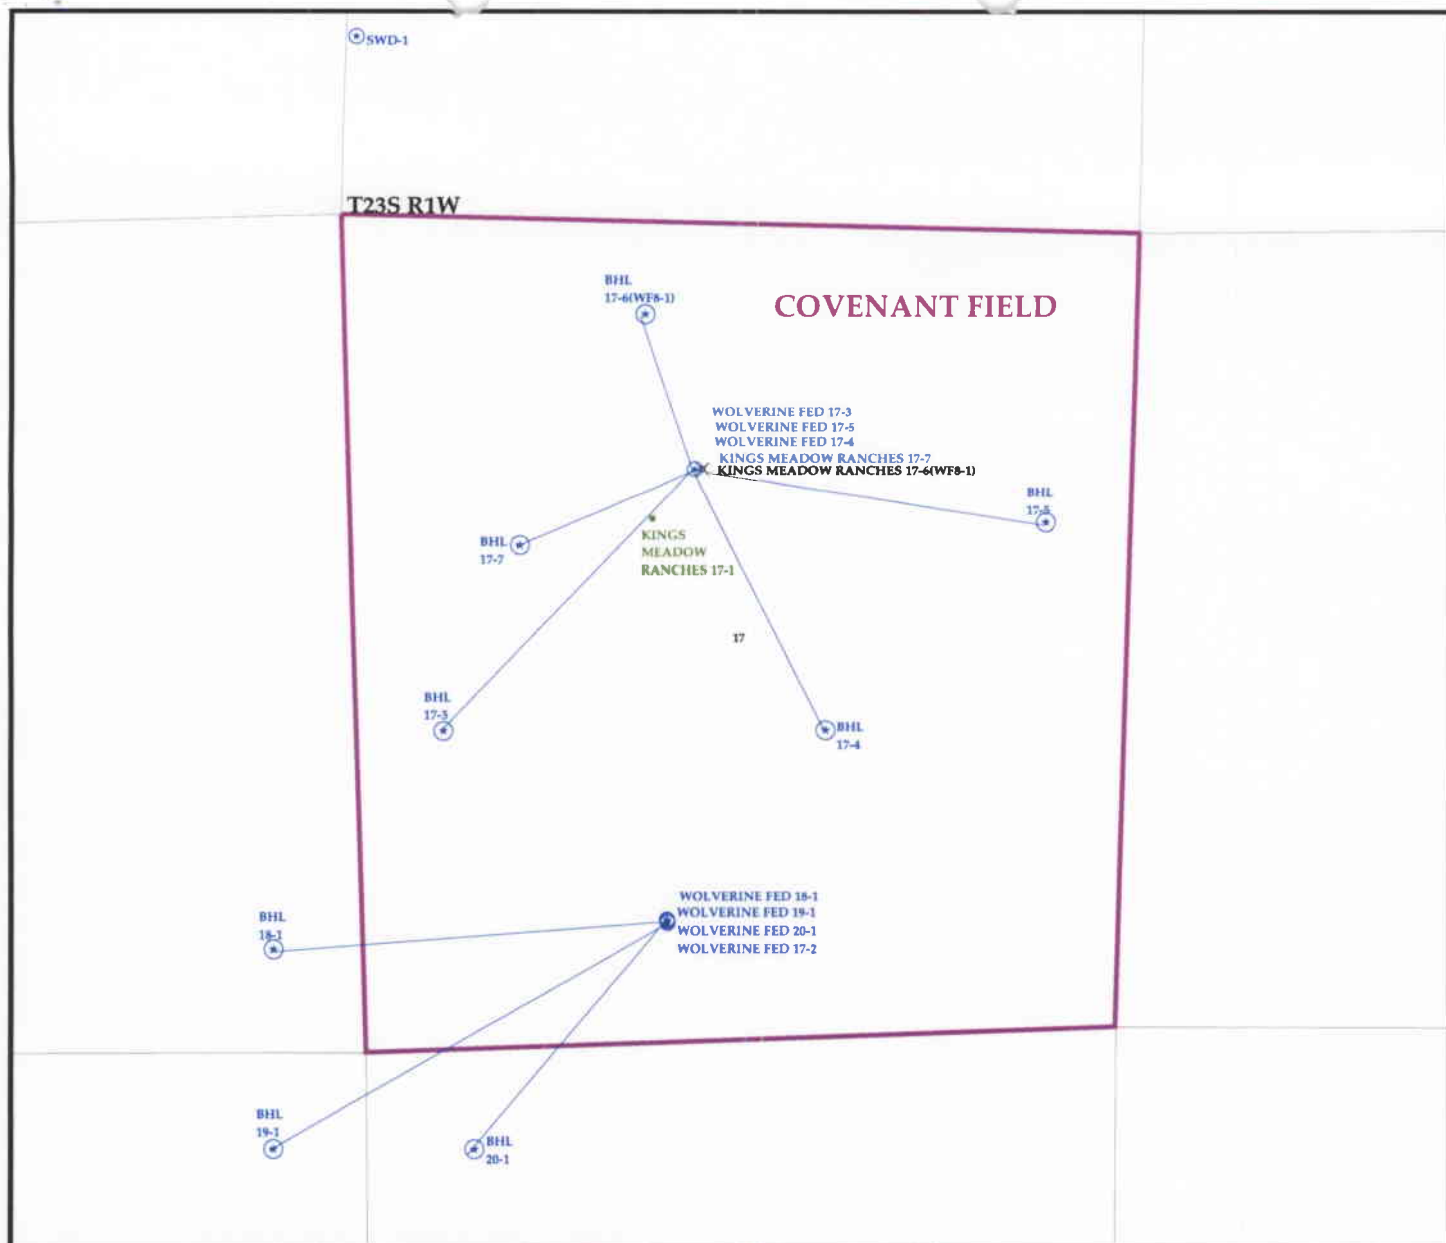 SWD-1
T23S R1W
BHL
17-6(WF8-1)
COVENANT FIELD
WOLVERINE FED 17-3
WOLVERINE FED 17-5
WOLVERINE FED 17-4
KINGS MEADOW RANCHES 17-7
KINGS MEADOW RANCHES 17-6(WF8-1)
BHL
17-5
BHL
17-7
KINGS
MEADOW
RANCHES 17-1
17
BHL
17-3
BHL
17-4
WOLVERINE FED 18-1
WOLVERINE FED 19-1
WOLVERINE FED 20-1
WOLVERINE FED 17-2
BHL
18-1
BHL
19-1
BHL
20-1